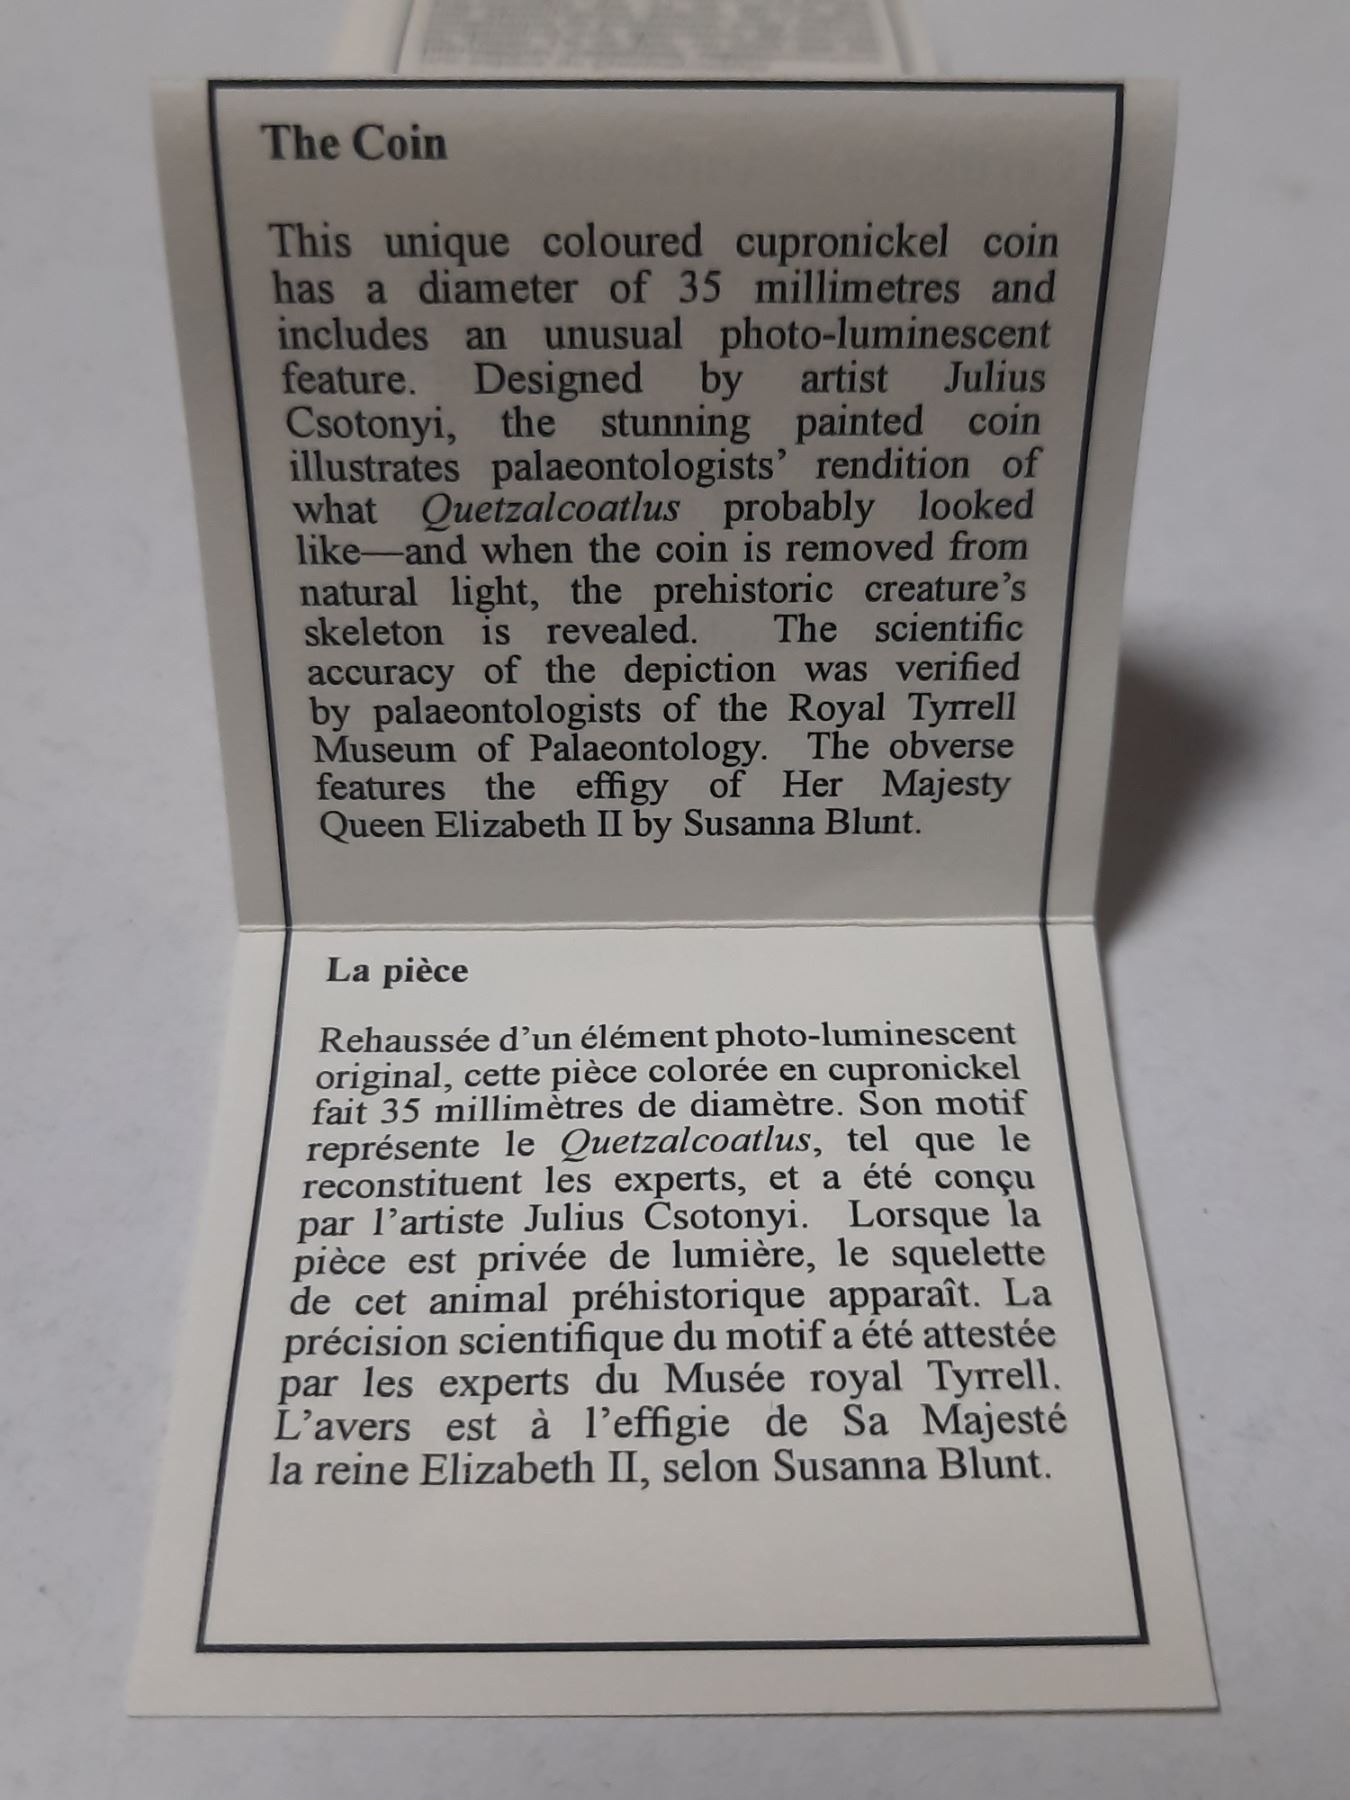 The Coin
This unique coloured cupronickel coin
has a diameter of 35 millimetres and
includes an unusual photo-luminescent
feature. Designed by artist Julius
Csotonyi, the stunning painted coin
illustrates palaeontologists’ rendition of
what Quetzalcoatlus probably looked
like—and when the coin is removed from
natural light, the prehistoric creature’s
skeleton is revealed. The scientific
accuracy of the depiction was verified
by palaeontologists of the Royal Tyrrell
Museum of Palaeontology. The obverse
features the effigy of Her Majesty
Queen Elizabeth II by Susanna Blunt.
La pièce
Rehaussée d’un élément photo-luminescent
original, cette pièce colorée en cupronickel
fait 35 millimètres de diamètre. Son motif
représente le Quetzalcoatlus, tel que le
reconstituent les experts, et a été conçu
par l’artiste Julius Csotonyi. Lorsque la
pièce est privée de lumière, le squelette
de cet animal préhistorique apparaît. La
précision scientifique du motif a été attestée
par les experts du Musée royal Tyrrell.
L’avers est à l’effigie de Sa Majesté
la reine Elizabeth II, selon Susanna Blunt.